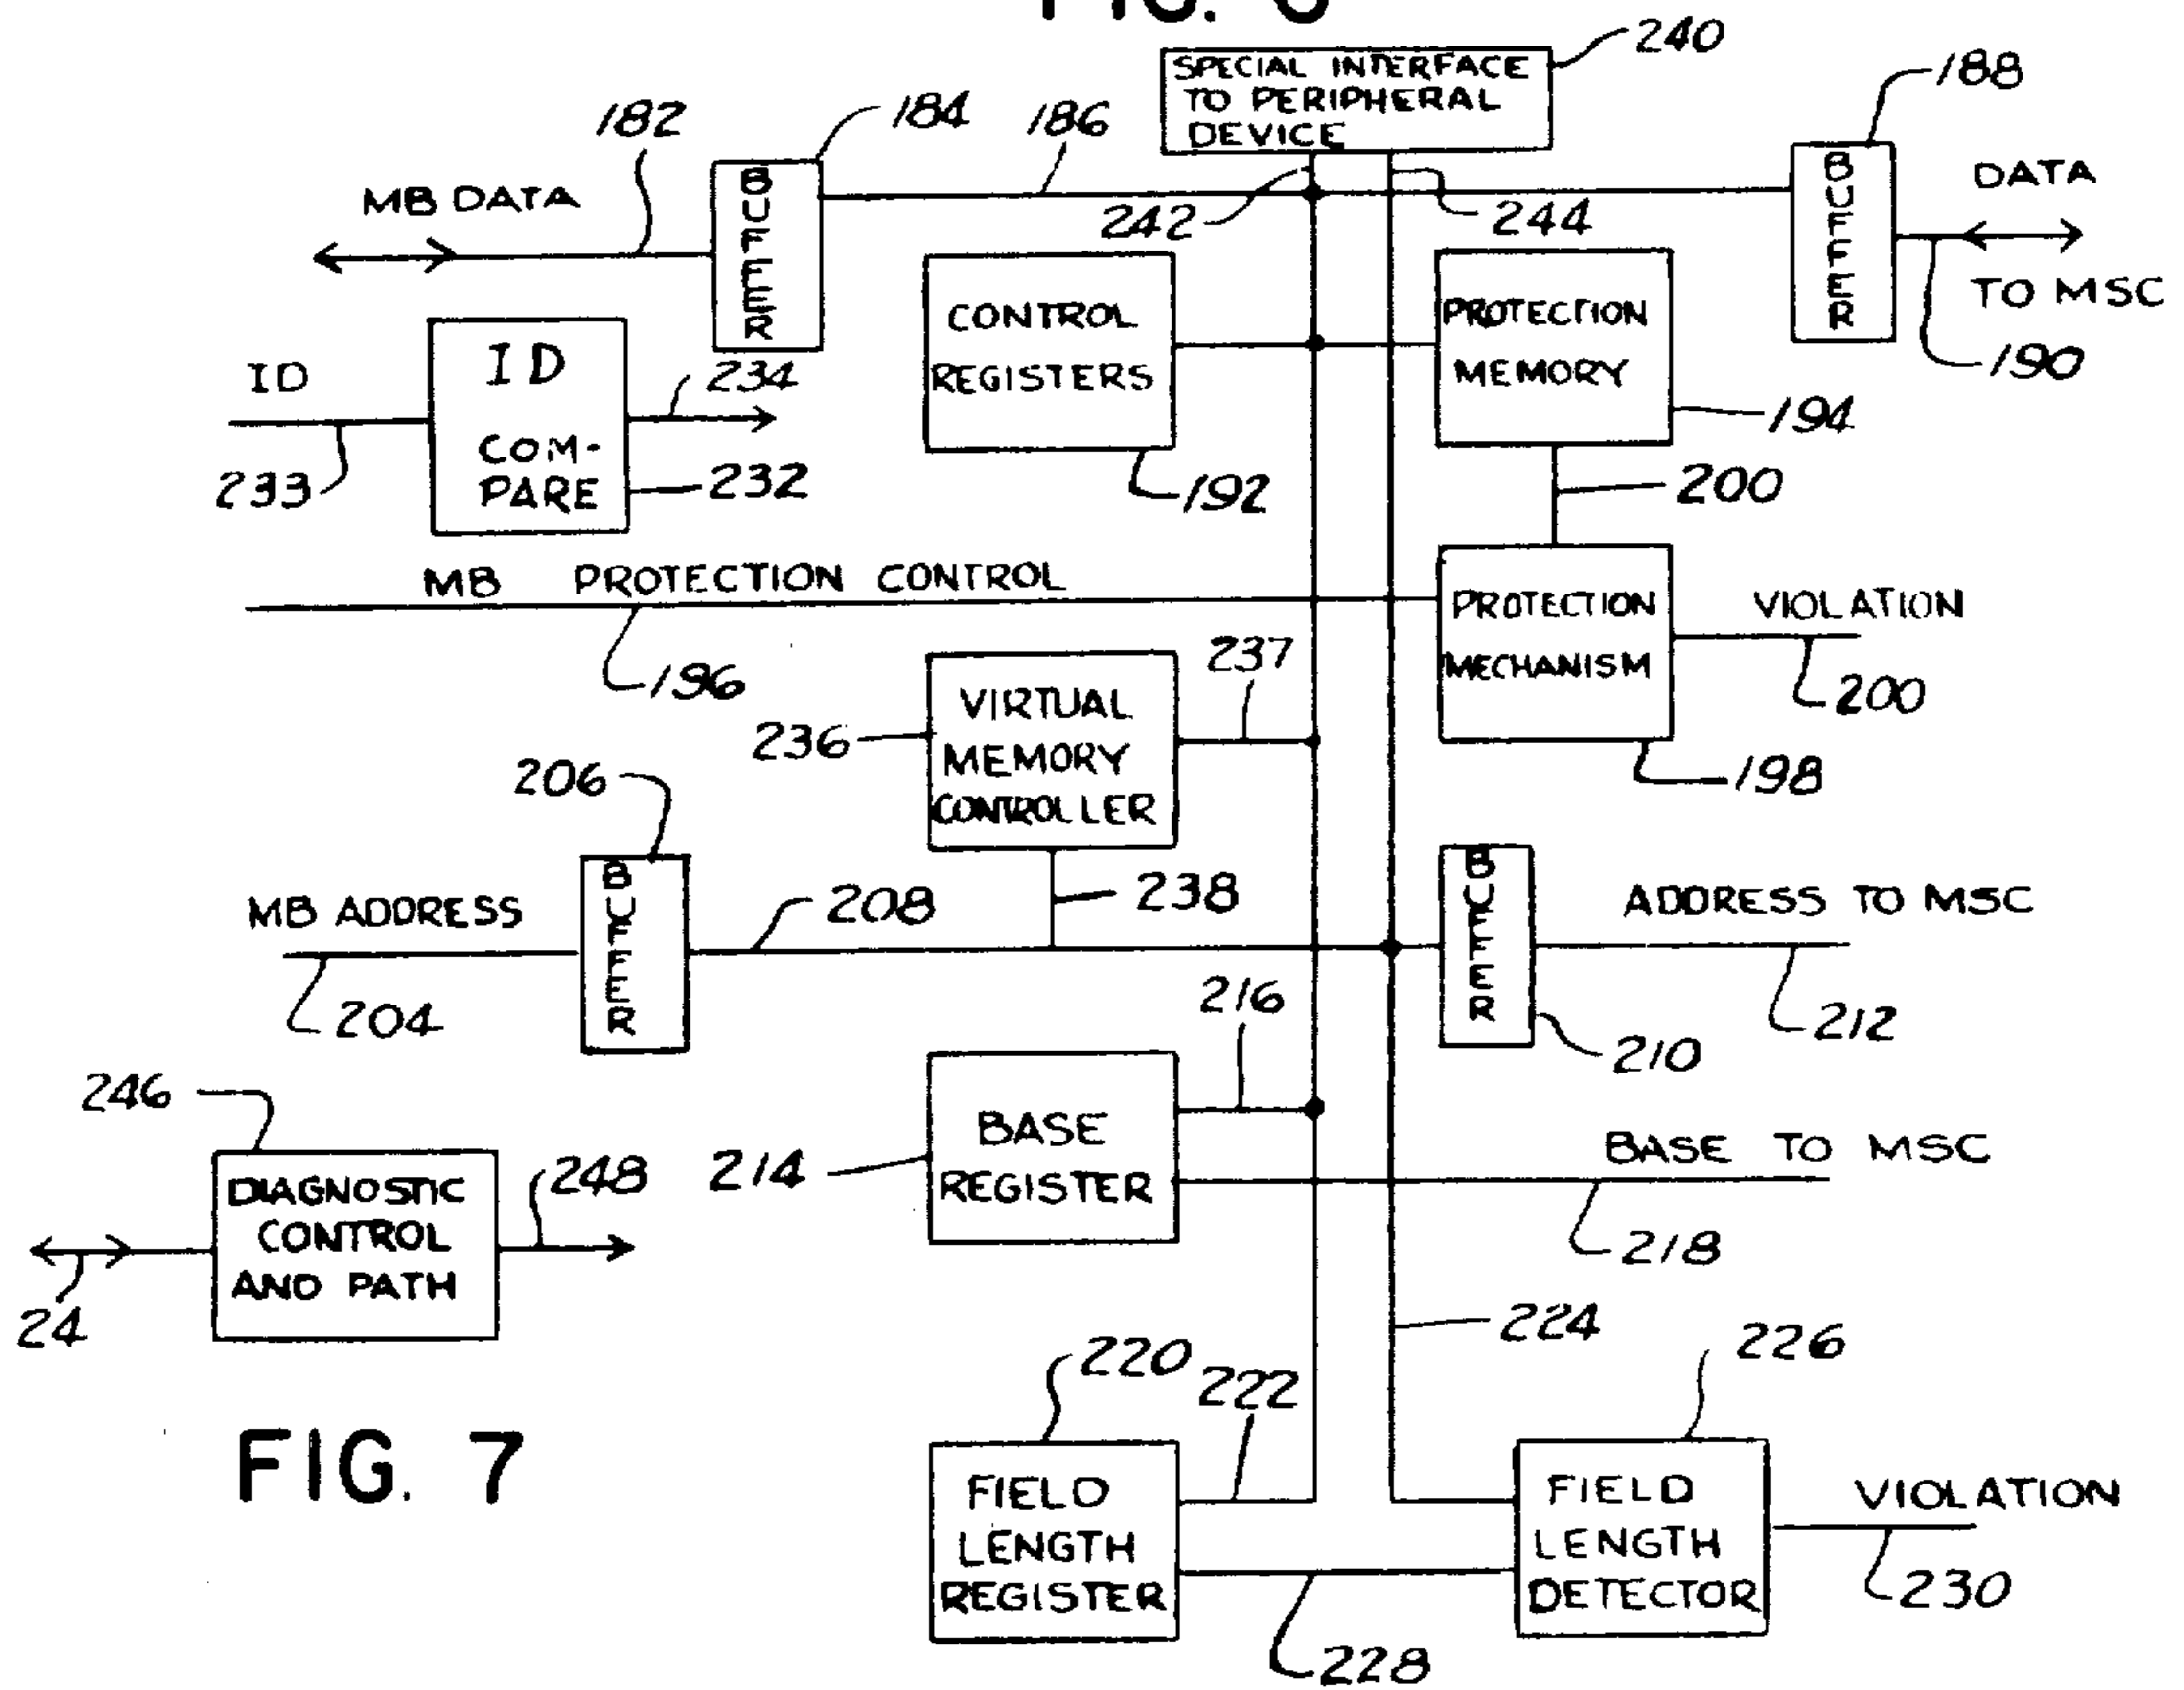 FIG. 6
240
SPECIAL INTERFACE
TO PERIPHERAL
DEVICE
188
182
184
186
BUFFER
BUFFER
MB DATA
DATA
242
244
TO MSC
190
CONTROL
REGISTERS
192
PROTECTION
MEMORY
194
ID
ID
COM-
PARE
234
233
232
200
MB PROTECTION CONTROL
196
PROTECTION
MECHANISM
VIOLATION
200
198
237
VIRTUAL
MEMORY
CONTROLLER
236
206
BUFFER
MB ADDRESS
204
208
238
BUFFER
ADDRESS TO MSC
212
210
216
BASE
REGISTER
214
BASE TO MSC
218
246
DIAGNOSTIC
CONTROL
AND PATH
248
24
224
226
220
222
FIELD
LENGTH
REGISTER
FIELD
LENGTH
DETECTOR
VIOLATION
230
228
FIG. 7